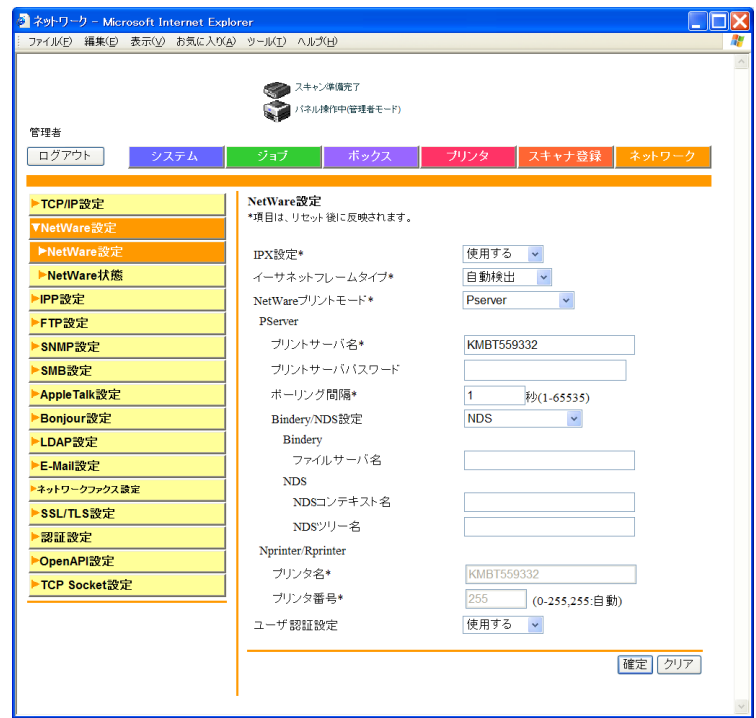 ネットワーク - Microsoft Internet Explorer
ファイル(F) 編集(E) 表示(V) お気に入り(A) ツール(T) ヘルプ(H)
スキャン準備完了
パネル操作中(管理者モード)
管理者
ログアウト システム ジョブ ボックス プリンタ スキャナ登録 ネットワーク
TCP/IP設定
NetWare設定
NetWare設定
NetWare状態
IPP設定
FTP設定
SNMP設定
SMB設定
AppleTalk設定
Bonjour設定
LDAP設定
E-Mail設定
ネットワークファクス設定
SSL/TLS設定
認証設定
OpenAPI設定
TCP Socket設定
NetWare設定
*項目は、リセット後に反映されます。
IPX設定* 使用する
イーサネットフレームタイプ* 自動検出
NetWareプリントモード* Pserver
PServer
プリントサーバ名* KMBT559332
プリントサーバパスワード
ポーリング間隔* 1 秒(1-65535)
Bindery/NDS設定 NDS
Bindery
ファイルサーバ名
NDS
NDSコンテキスト名
NDSツリー名
Nprinter/Rprinter
プリンタ名* KMBT559332
プリンタ番号* 255 (0-255,255:自動)
ユーザ認証設定 使用する
確定 クリア